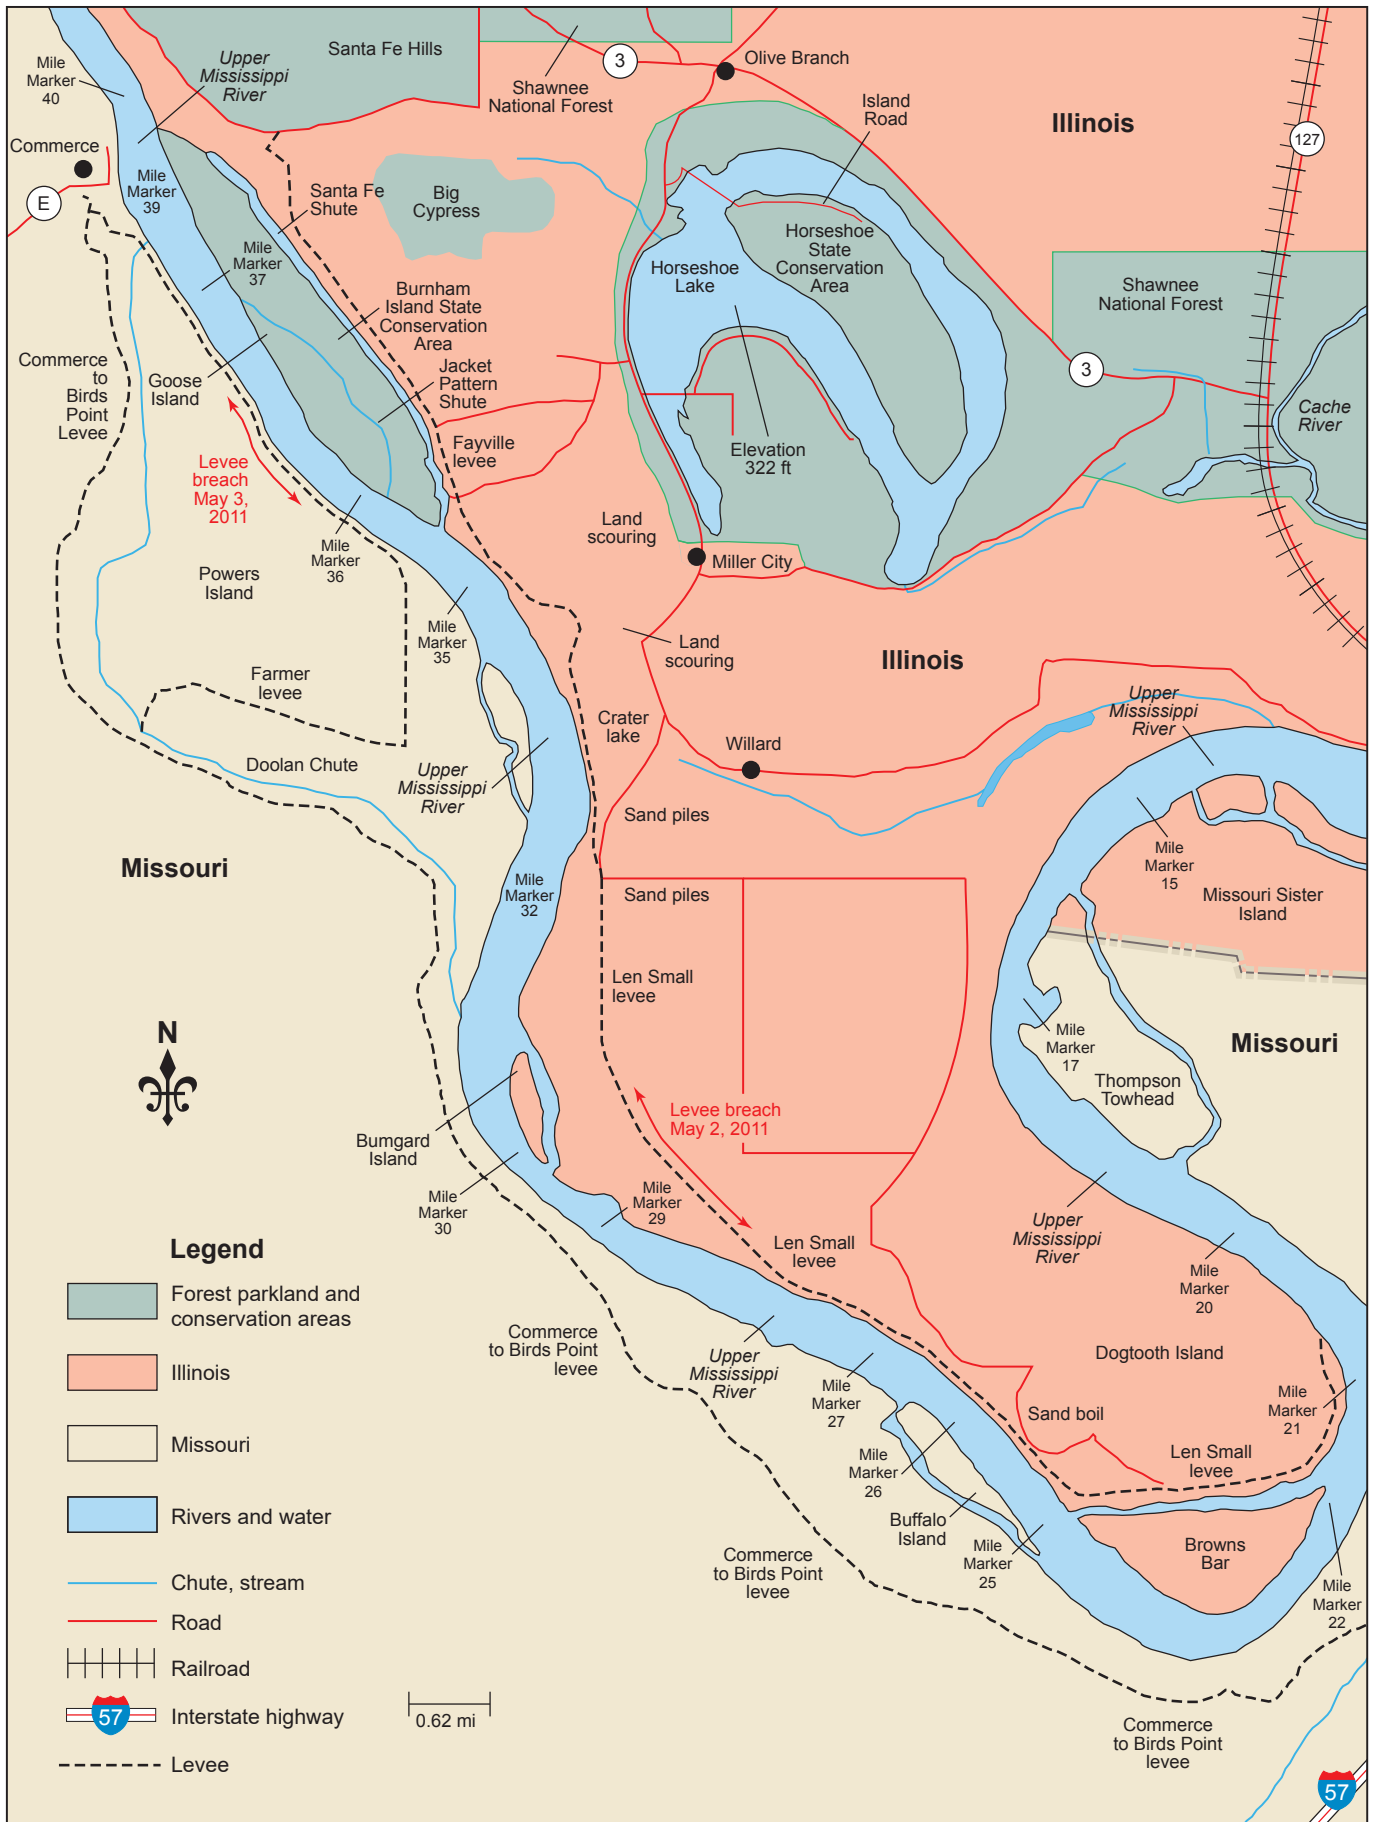 Santa Fe Hills
Upper
Mississippi
River
Mile
Marker
40
Shawnee
National Forest
3
Olive Branch
Island
Road
Illinois
127
Commerce
E
Mile
Marker
39
Santa Fe
Shute
Big
Cypress
Mile
Marker
37
Horseshoe
State
Conservation
Area
Horseshoe
Lake
Shawnee
National Forest
Burnham
Island State
Conservation
Area
Commerce
to
Birds
Point
Levee
Goose
Island
Jacket
Pattern
Shute
3
Cache
River
Fayville
levee
Elevation
322 ft
Levee
breach
May 3,
2011
Land
scouring
Mile
Marker
36
Miller City
Powers
Island
Mile
Marker
35
Land
scouring
Illinois
Farmer
levee
Upper
Mississippi
River
Crater
lake
Willard
Doolan Chute
Upper
Mississippi
River
Sand piles
Missouri
Mile
Marker
32
Sand piles
Mile
Marker
15
Missouri Sister
Island
Len Small
levee
N
Mile
Marker
17
Missouri
Thompson
Towhead
Levee breach
May 2, 2011
Bumgard
Island
Mile
Marker
30
Mile
Marker
29
Upper
Mississippi
River
Len Small
levee
Mile
Marker
20
Legend
Forest parkland and
conservation areas
Illinois
Missouri
Rivers and water
Chute, stream
Road
Railroad
57
Interstate highway
Levee
0.62 mi
Commerce
to Birds Point
levee
Upper
Mississippi
River
Mile
Marker
27
Dogtooth Island
Mile
Marker
21
Sand boil
Len Small
levee
Mile
Marker
26
Buffalo
Island
Mile
Marker
25
Browns
Bar
Commerce
to Birds Point
levee
Mile
Marker
22
Commerce
to Birds Point
levee
57